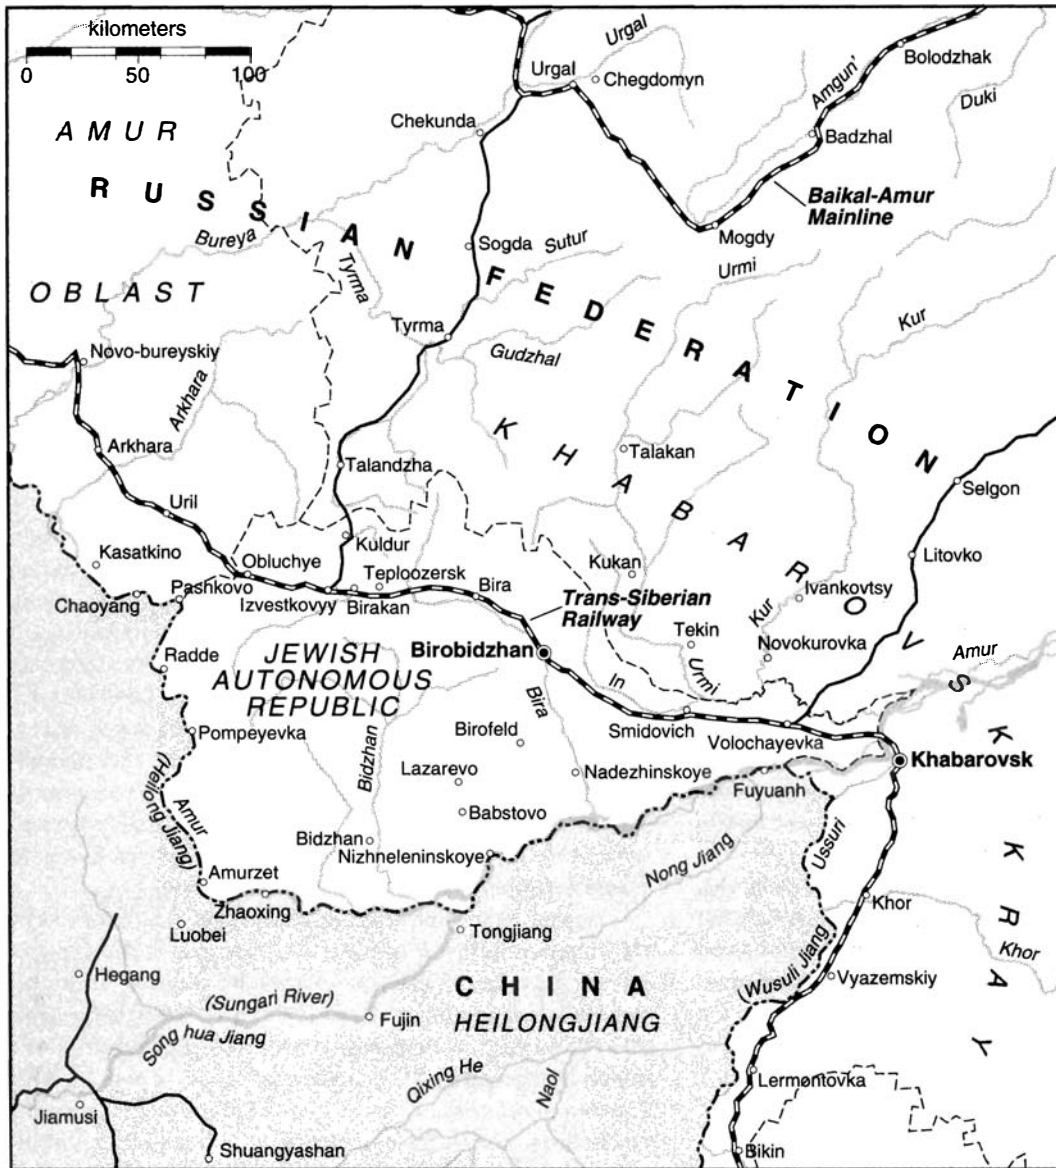 kilometers
0 50 100
Urgal
Urgal
Chegdomyn
Bolodzhak
Amgun'
Duki
AMUR
Chekunda
Badzhal
RUSSIAN FEDERATION
Baikal-Amur
Mainline
Bureya
Sogda
Sutur
Mogdy
Tyrma
Urmi
OBLAST
Kur
Tyrma
Novo-bureyskiy
Gudzhal
Arkhara
KHABAROVSK KRAY
Arkhara
Talakan
Talandzha
Selgon
Uril
Kuldur
Kasatkino
Obluchye
Litovko
Teploozersk
Kukan
Pashkovo
Bira
Ivankovtsy
Chaoyang
Izvestkovyy
Birakan
Trans-Siberian
Railway
Kur
Tekin
Novokurovka
Radde
JEWISH
AUTONOMOUS
REPUBLIC
Birobidzhan
Amur
In
Urmi
Bira
Pompeyevka
Bidzhan
Birofeld
Smidovich
Volochayevka
Khabarovsk
Lazarevo
Nadezhinskoye
Fuyuanh
Amur
(Heilong Jiang)
Babstovo
Ussuri
Bidzhan
Nizhneleninskoye
Nong Jiang
Amurzet
Zhaoxing
Khor
Luobei
Tongjiang
Khor
Hegang
(Wusuli Jiang)
Vyazemskiy
CHINA
(Sungari River)
Fujin
HEILONGJIANG
Song hua Jiang
Qixing He
Naol
Lermontovka
Jiamusi
Shuangyashan
Bikin